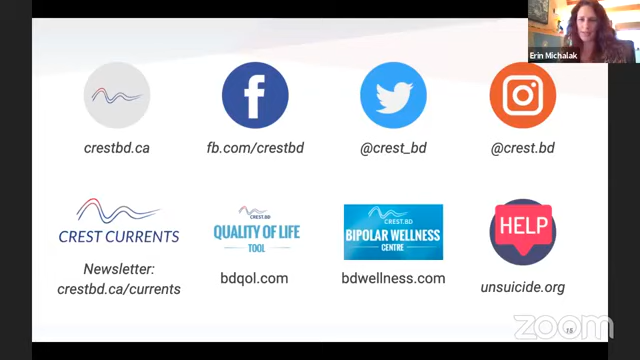 Erin Michalak
crestbd.ca
fb.com/crestbd
@crest_bd
@crest.bd
CREST CURRENTS
Newsletter:
crestbd.ca/currents
CREST.BD
QUALITY OF LIFE
TOOL
bdqol.com
CREST.BD
BIPOLAR WELLNESS
CENTRE
bdwellness.com
HELP
unsuicide.org
15
zoom